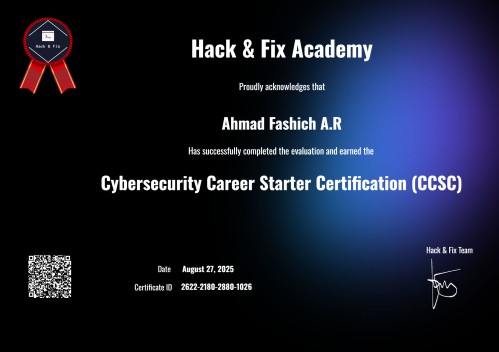 Hack & Fix
Hack & Fix Academy
Proudly acknowledges that
Ahmad Fashich A.R
Has successfully completed the evaluation and earned the
Cybersecurity Career Starter Certification (CCSC)
Hack & Fix Team
Date August 27, 2025
Certificate ID 2622-2180-2880-1026